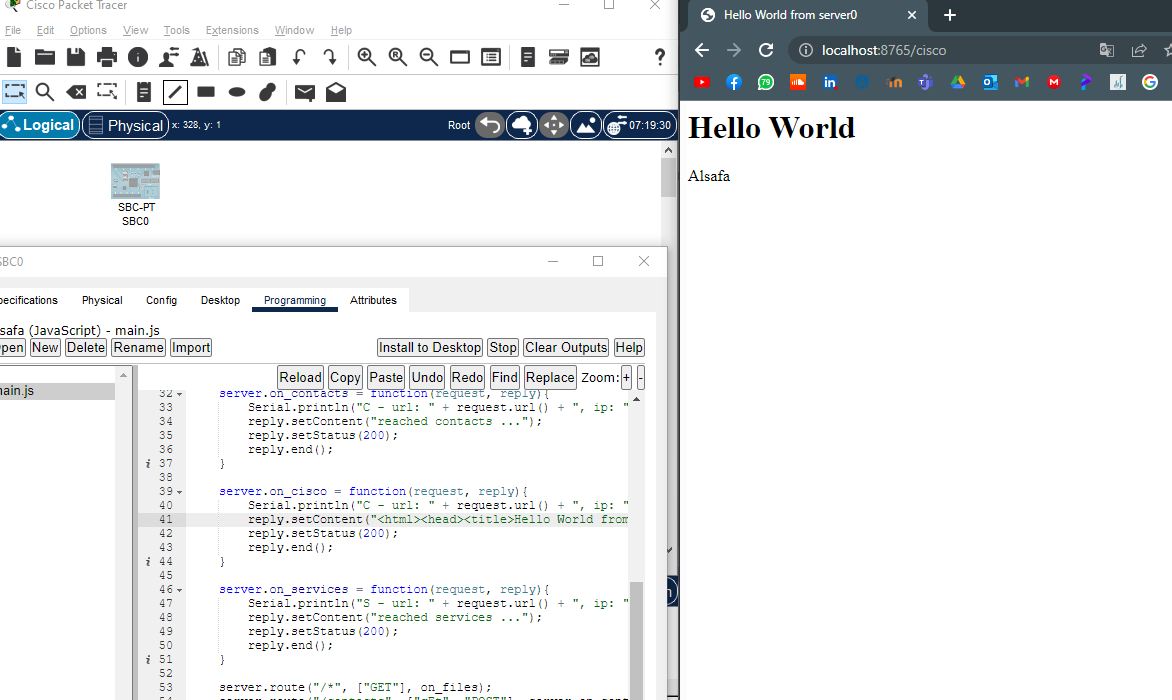 Cisco Packet Tracer
File Edit Options View Tools Extensions Window Help
?
Logical Physical x: 328, y: 1 Root 07:19:30
SBC-PT
SBC0
SBC0
pecifications Physical Config Desktop Programming Attributes
safa (JavaScript) - main.js
pen New Delete Rename Import Install to Desktop Stop Clear Outputs Help
Reload Copy Paste Undo Redo Find Replace Zoom: + -
main.js
32 server.on_contacts = function(request, reply){
33 Serial.println("C - url: " + request.url() + ", ip: "
34 reply.setContent("reached contacts ...");
35 reply.setStatus(200);
36 reply.end();
i 37 }
38
39 server.on_cisco = function(request, reply){
40 Serial.println("C - url: " + request.url() + ", ip: "
41 reply.setContent("<html><head><title>Hello World from
42 reply.setStatus(200);
43 reply.end();
i 44 }
45
46 server.on_services = function(request, reply){
47 Serial.println("S - url: " + request.url() + ", ip: "
48 reply.setContent("reached services ...");
49 reply.setStatus(200);
50 reply.end();
i 51 }
52
53 server.route("/*", ["GET"], on_files);
Hello World from server0
localhost:8765/cisco
Hello World
Alsafa